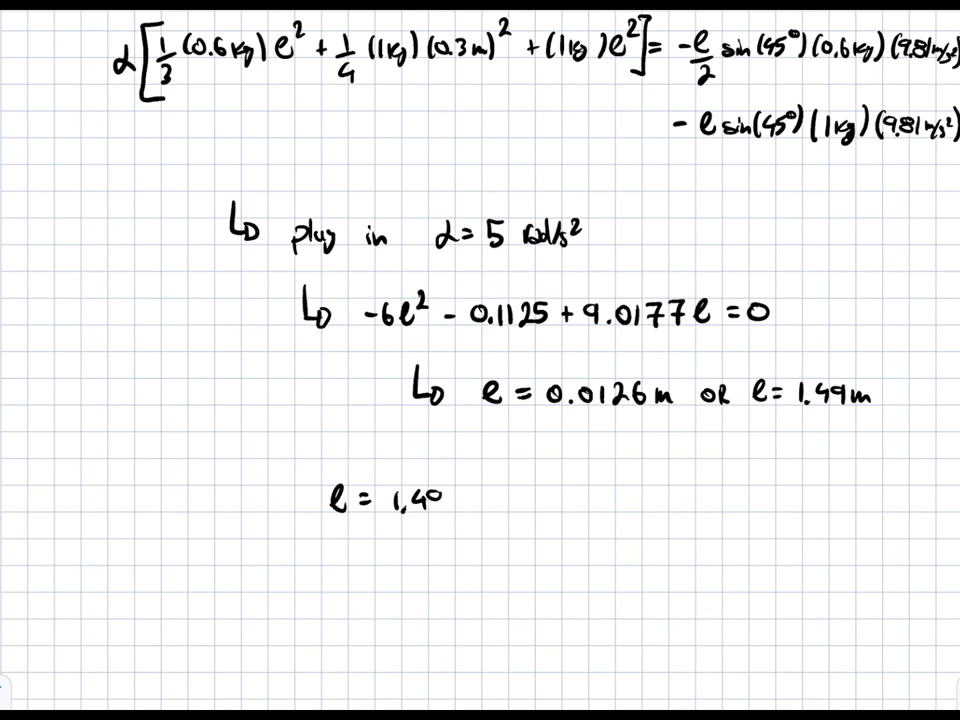 α[1/3 (0.6kg) l² + 1/4 (1kg)(0.3m)² + (1kg)l²] = -l/2 sin(45°)(0.6kg)(9.81m/s²)
- l sin(45°)(1kg)(9.81m/s²)
↳ plug in α = 5 rad/s²
↳ -6l² - 0.1125 + 9.0177l = 0
↳ l = 0.0126m OR l = 1.49m
l = 1.49